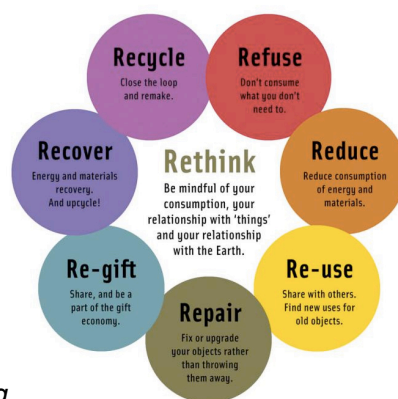 Recycle
Close the loop
and remake.
Refuse
Don't consume
what you don't
need to.
Recover
Energy and materials
recovery.
And upcycle!
Rethink
Be mindful of your
consumption, your
relationship with 'things'
and your relationship
with the Earth.
Reduce
Reduce consumption
of energy and
materials.
Re-gift
Share, and be a
part of the gift
economy.
Repair
Fix or upgrade
your objects rather
than throwing
them away.
Re-use
Share with others.
Find new uses for
old objects.